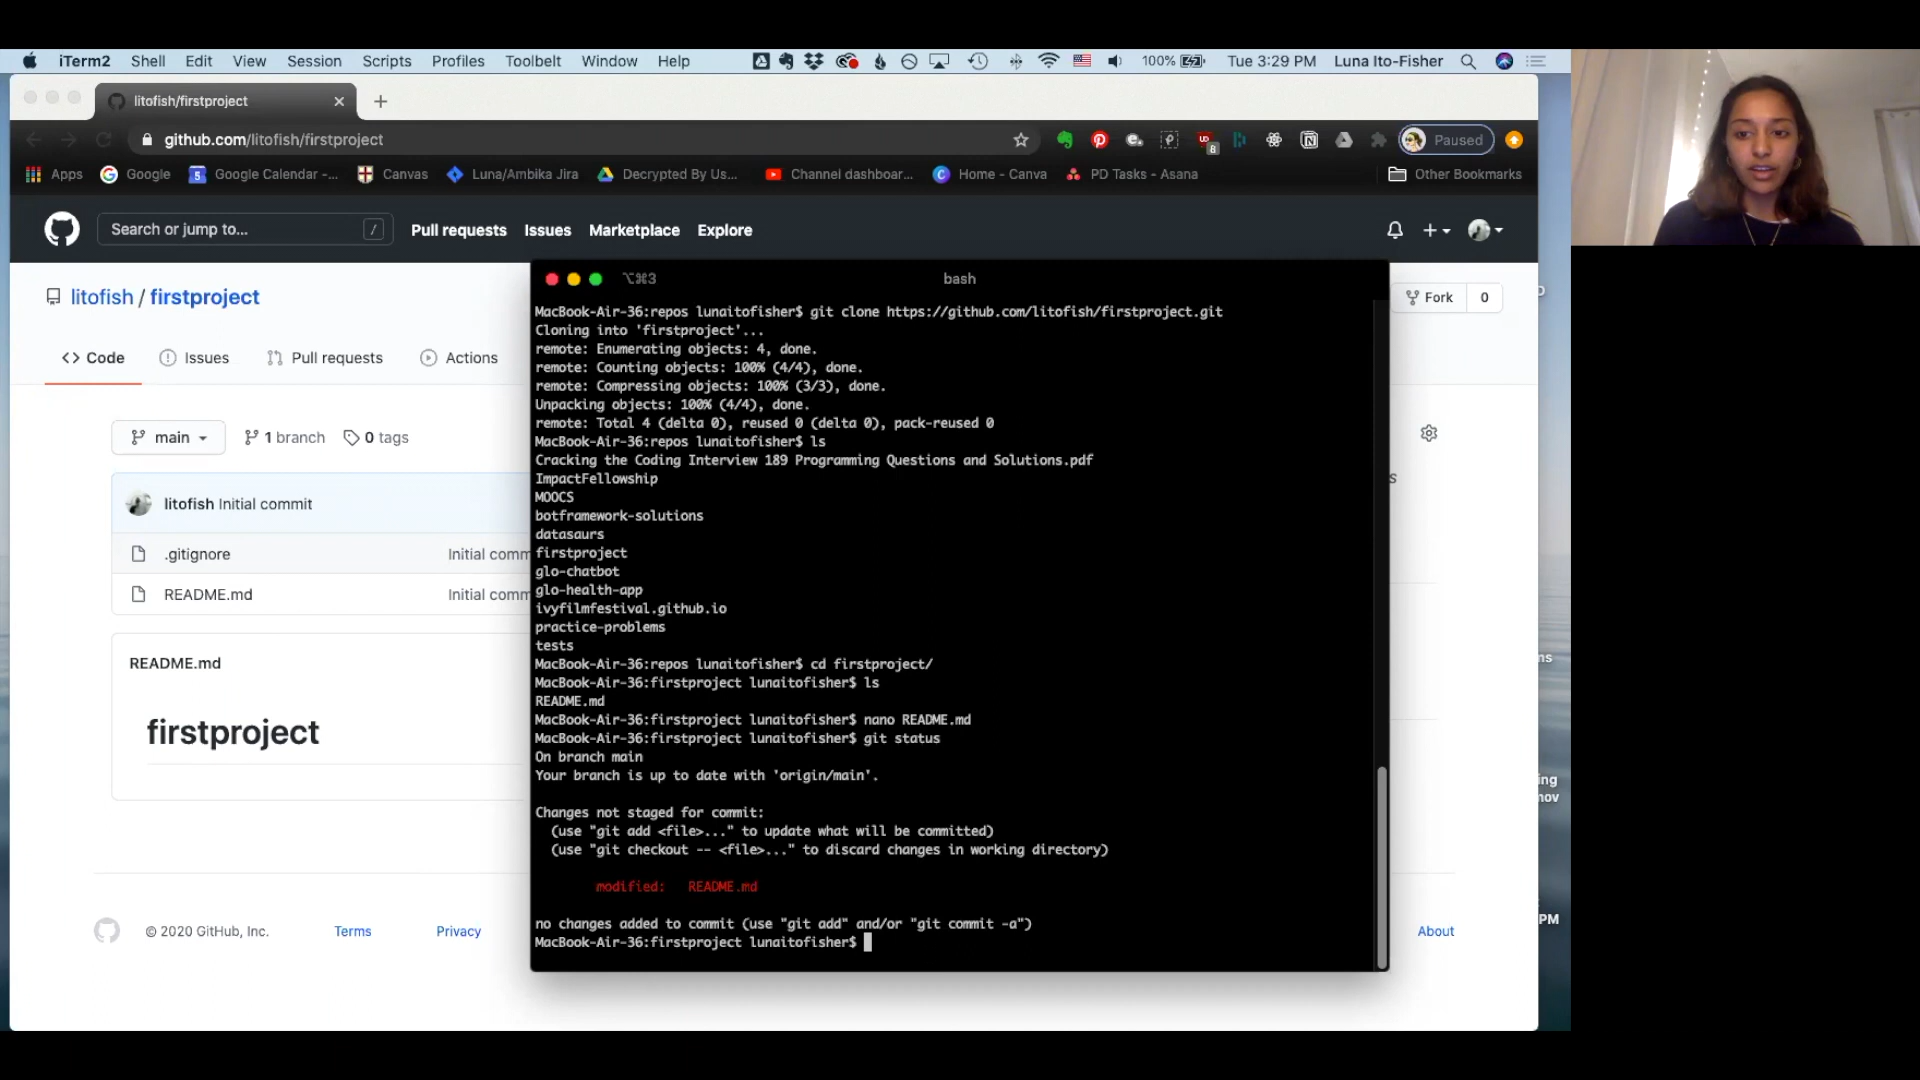 iTerm2 Shell Edit View Session Scripts Profiles Toolbelt Window Help 100% Tue 3:29 PM Luna Ito-Fisher
litofish/firstproject
github.com/litofish/firstproject Paused
Apps Google Google Calendar -... Canvas Luna/Ambika Jira Decrypted By Us... Channel dashboar... Home - Canva PD Tasks - Asana Other Bookmarks
Search or jump to... / Pull requests Issues Marketplace Explore
litofish / firstproject
Fork 0
Code Issues Pull requests Actions
main 1 branch 0 tags
litofish Initial commit
.gitignore Initial comm
README.md Initial comm
README.md
firstproject
© 2020 GitHub, Inc. Terms Privacy About
⌥⌘3 bash
MacBook-Air-36:repos lunaitofisher$ git clone https://github.com/litofish/firstproject.git
Cloning into 'firstproject'...
remote: Enumerating objects: 4, done.
remote: Counting objects: 100% (4/4), done.
remote: Compressing objects: 100% (3/3), done.
Unpacking objects: 100% (4/4), done.
remote: Total 4 (delta 0), reused 0 (delta 0), pack-reused 0
MacBook-Air-36:repos lunaitofisher$ ls
Cracking the Coding Interview 189 Programming Questions and Solutions.pdf
ImpactFellowship
MOOCS
botframework-solutions
datasaurs
firstproject
glo-chatbot
glo-health-app
ivyfilmfestival.github.io
practice-problems
tests
MacBook-Air-36:repos lunaitofisher$ cd firstproject/
MacBook-Air-36:firstproject lunaitofisher$ ls
README.md
MacBook-Air-36:firstproject lunaitofisher$ nano README.md
MacBook-Air-36:firstproject lunaitofisher$ git status
On branch main
Your branch is up to date with 'origin/main'.
Changes not staged for commit:
(use "git add <file>..." to update what will be committed)
(use "git checkout -- <file>..." to discard changes in working directory)
modified: README.md
no changes added to commit (use "git add" and/or "git commit -a")
MacBook-Air-36:firstproject lunaitofisher$